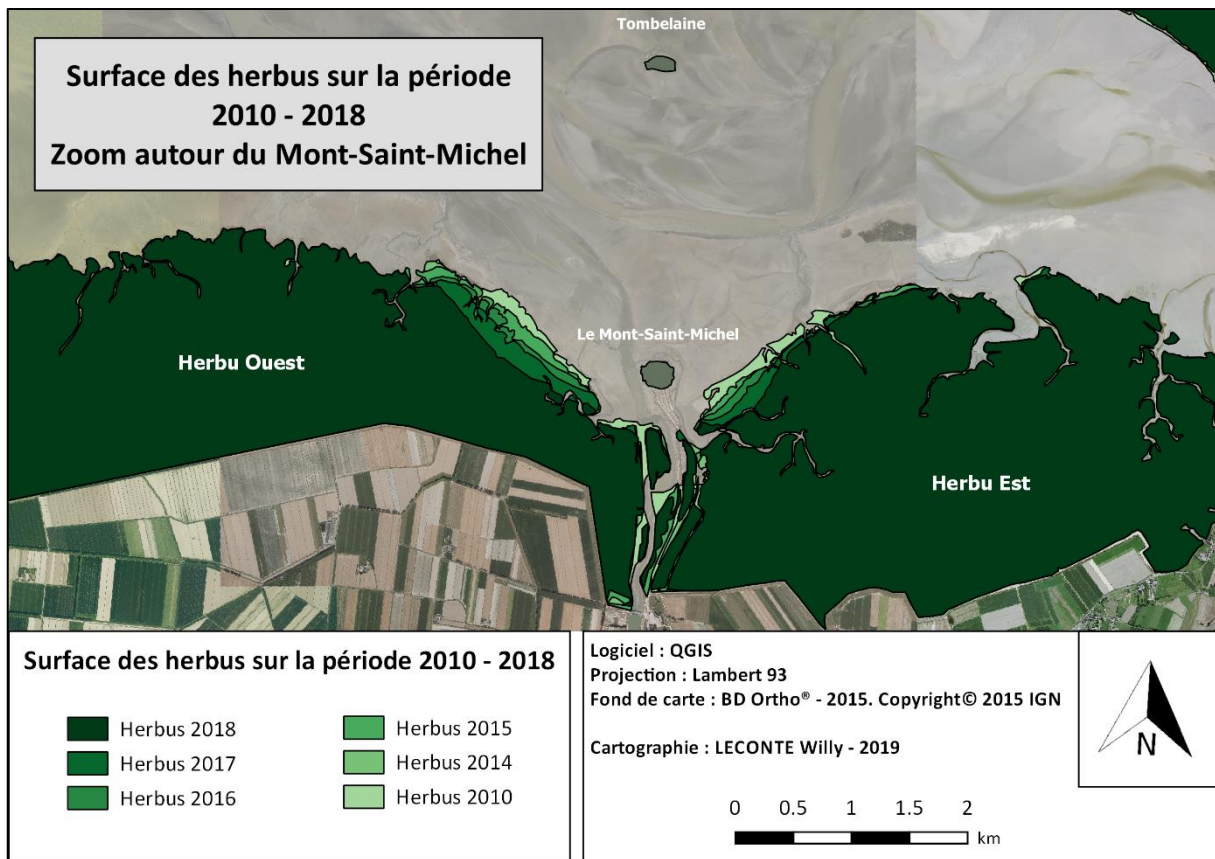 Tombelaine
Surface des herbus sur la période
2010 - 2018
Zoom autour du Mont-Saint-Michel
Le Mont-Saint-Michel
Herbu Ouest
Herbu Est
Surface des herbus sur la période 2010 - 2018
Herbus 2018
Herbus 2017
Herbus 2016
Herbus 2015
Herbus 2014
Herbus 2010
Logiciel : QGIS
Projection : Lambert 93
Fond de carte : BD Ortho® - 2015. Copyright© 2015 IGN
Cartographie : LECONTE Willy - 2019
0 0.5 1 1.5 2
km
N